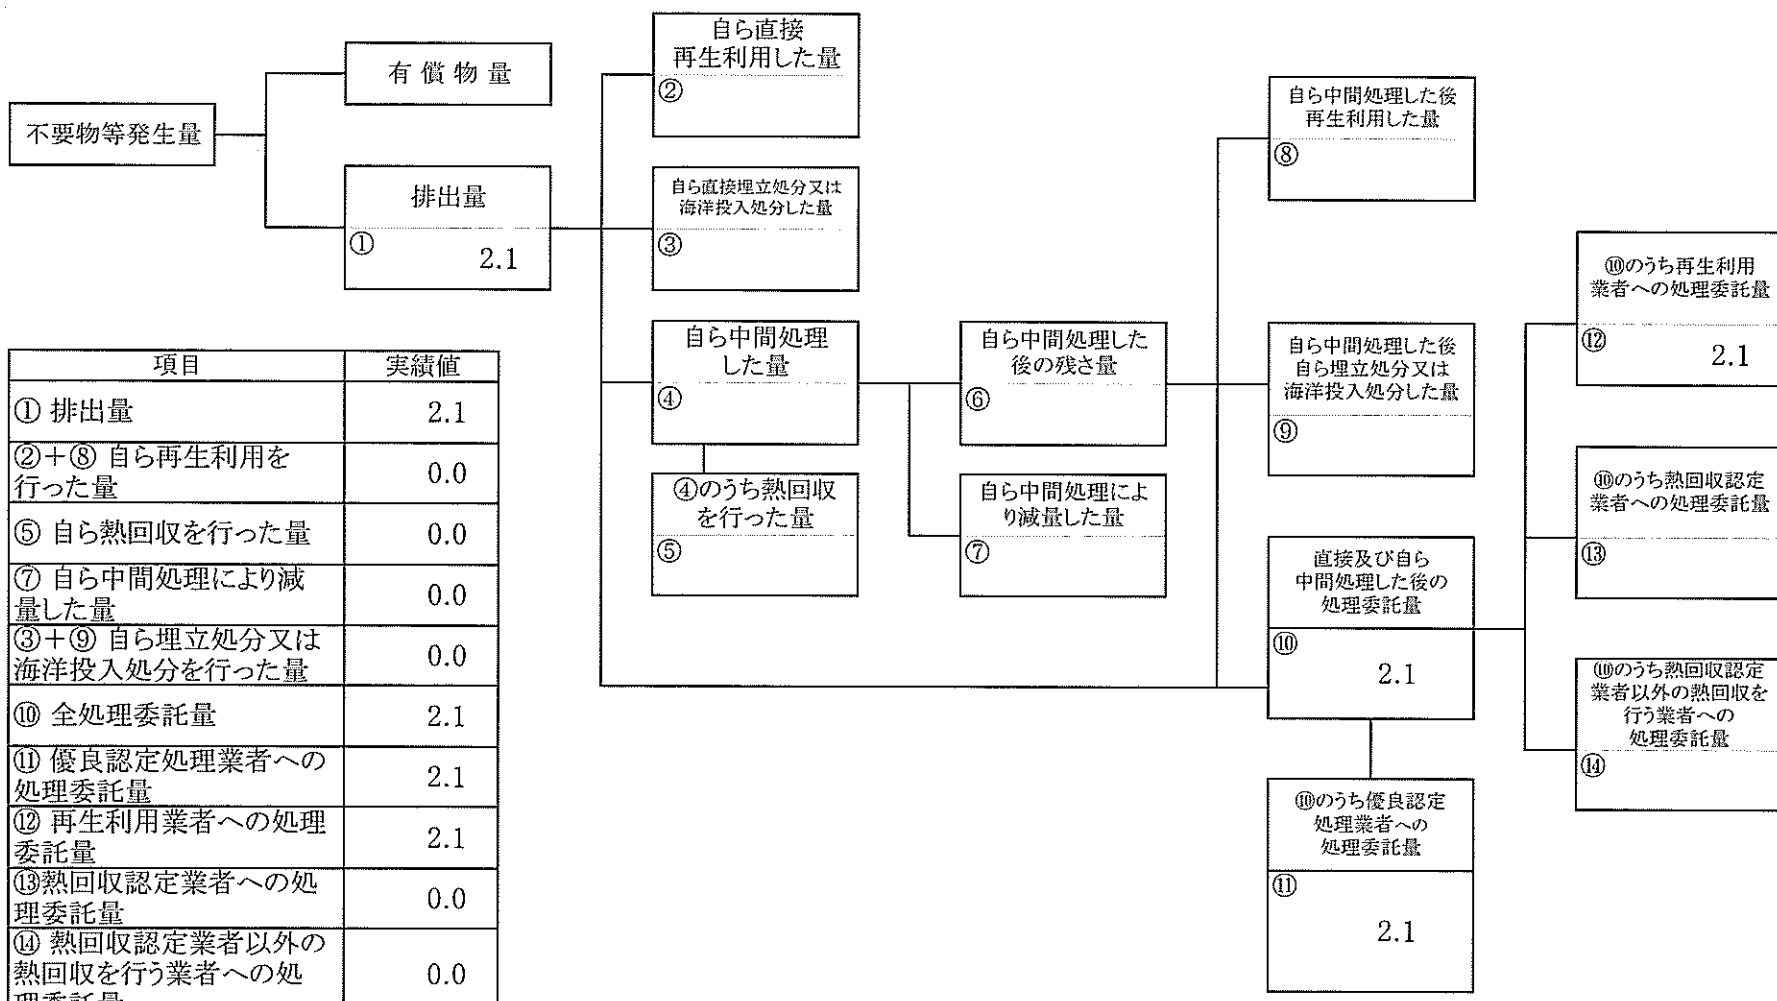 不要物等発生量
有償物量
排出量
①
2.1
自ら直接
再生利用した量
②
自ら直接埋立処分又は
海洋投入処分した量
③
自ら中間処理
した量
④
④のうち熱回収
を行った量
⑤
自ら中間処理した
後の残さ量
⑥
自ら中間処理によ
り減量した量
⑦
自ら中間処理した後
再生利用した量
⑧
自ら中間処理した後
自ら埋立処分又は
海洋投入処分した量
⑨
直接及び自ら
中間処理した後の
処理委託量
⑩
2.1
⑩のうち優良認定
処理業者への
処理委託量
⑪
2.1
⑩のうち再生利用
業者への処理委託量
⑫
2.1
⑩のうち熱回収認定
業者への処理委託量
⑬
⑩のうち熱回収認定
業者以外の熱回収を
行う業者への
処理委託量
⑭
項目 実績値
① 排出量 2.1
②+⑧ 自ら再生利用を
行った量 0.0
⑤ 自ら熱回収を行った量 0.0
⑦ 自ら中間処理により減
量した量 0.0
③+⑨ 自ら埋立処分又は
海洋投入処分を行った量 0.0
⑩ 全処理委託量 2.1
⑪ 優良認定処理業者への
処理委託量 2.1
⑫ 再生利用業者への処理
委託量 2.1
⑬熱回収認定業者への処
理委託量 0.0
⑭ 熱回収認定業者以外の
熱回収を行う業者への処
理委託量 0.0